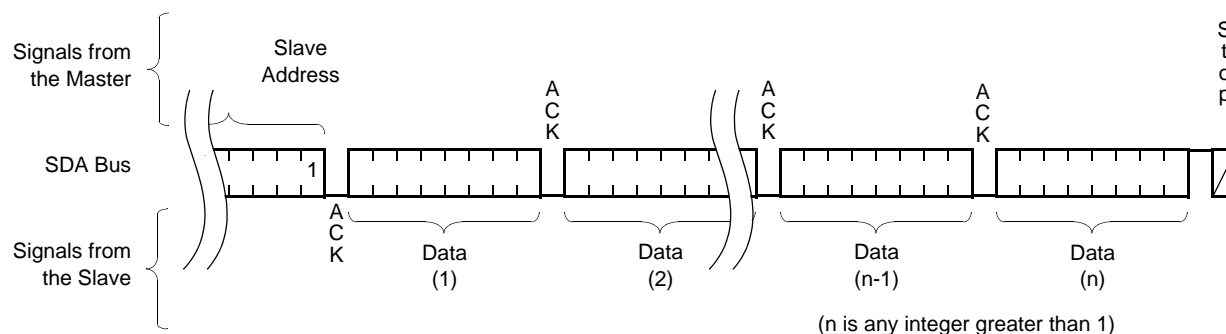 Signals from
the Master
Slave
Address
A
C
K
A
C
K
A
C
K
S
t
o
p
SDA Bus
1
A
C
K
Signals from
the Slave
Data
(1)
Data
(2)
Data
(n-1)
Data
(n)
(n is any integer greater than 1)